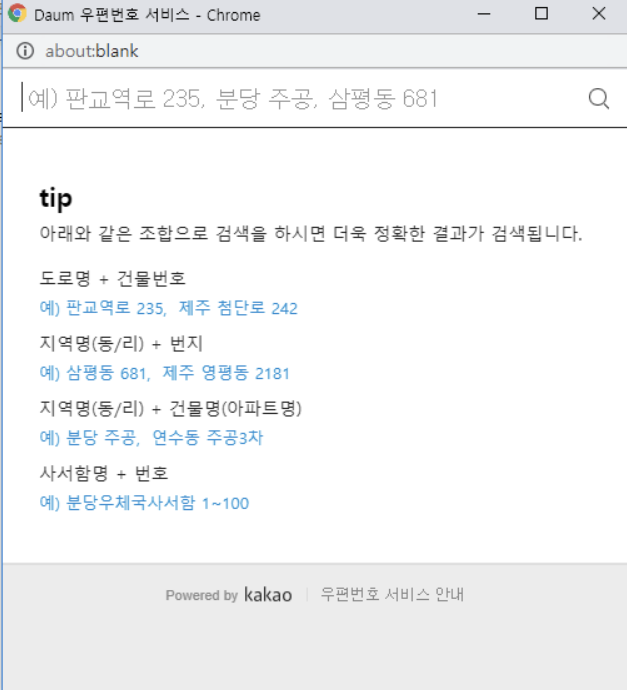 Daum 우편번호 서비스 - Chrome
about:blank
예) 판교역로 235, 분당 주공, 삼평동 681
tip
아래와 같은 조합으로 검색을 하시면 더욱 정확한 결과가 검색됩니다.
도로명 + 건물번호
예) 판교역로 235, 제주 첨단로 242
지역명(동/리) + 번지
예) 삼평동 681, 제주 영평동 2181
지역명(동/리) + 건물명(아파트명)
예) 분당 주공, 연수동 주공3차
사서함명 + 번호
예) 분당우체국사서함 1~100
Powered by kakao | 우편번호 서비스 안내